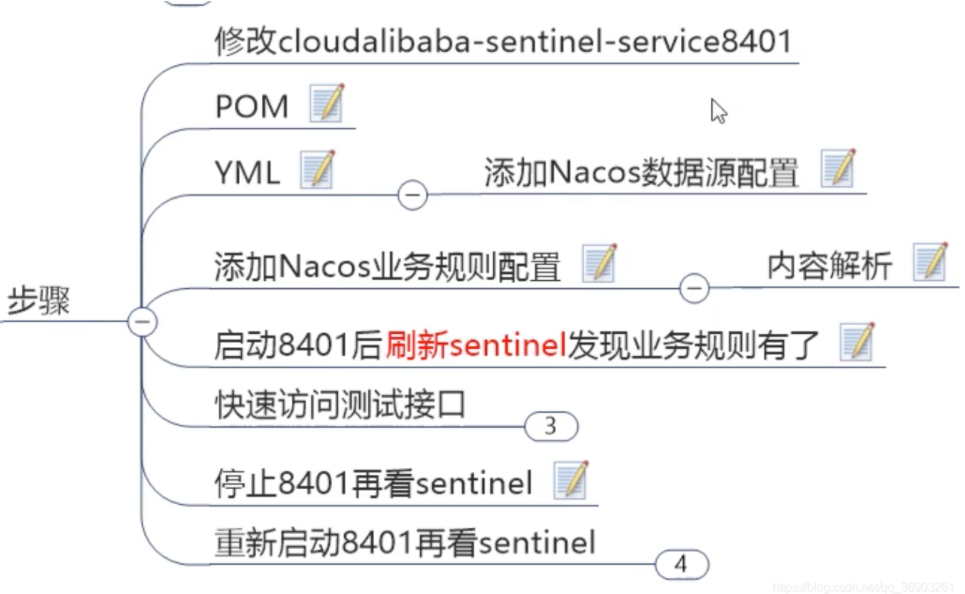 修改cloudalibaba-sentinel-service8401
POM
YML
添加Nacos数据源配置
添加Nacos业务规则配置
内容解析
步骤
启动8401后刷新sentinel发现业务规则有了
快速访问测试接口
3
停止8401再看sentinel
重新启动8401再看sentinel
4
https://blog.csdn.net/qq_36903261